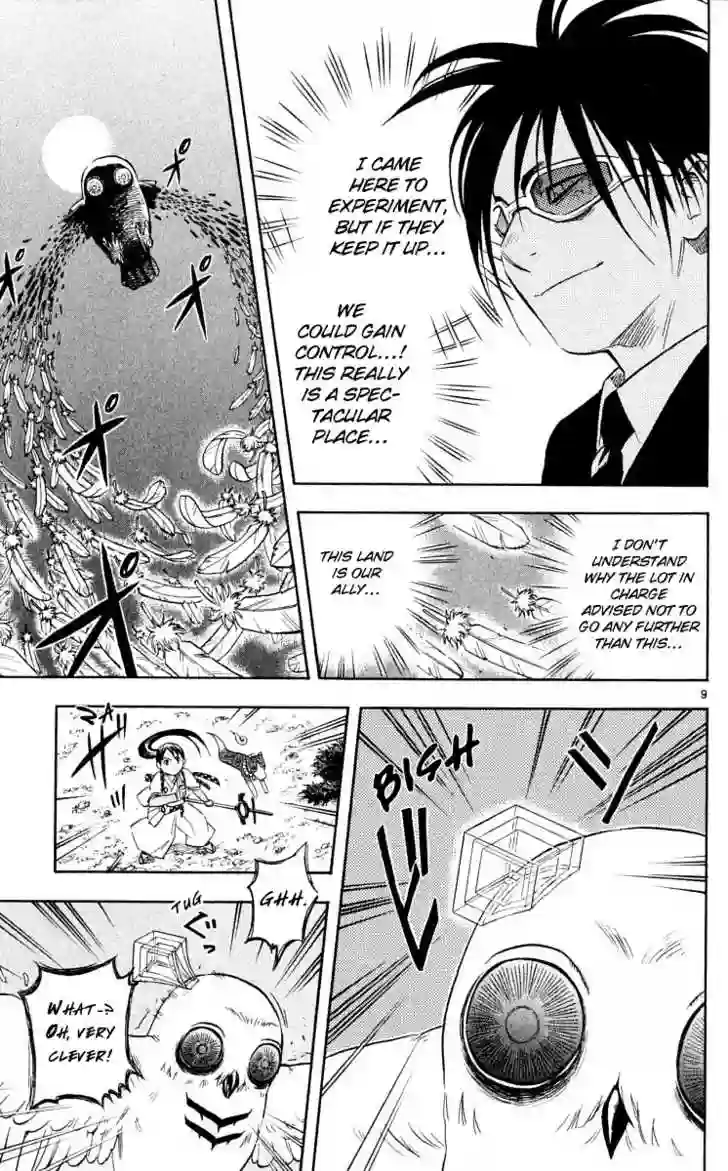 I CAME
HERE TO
EXPERIMENT,
BUT IF THEY
KEEP IT UP...
WE
COULD GAIN
CONTROL...!
THIS REALLY
IS A SPEC-
TACULAR
PLACE...
I DON'T
UNDERSTAND
WHY THE LOT IN
CHARGE
ADVISED NOT TO
GO ANY FURTHER
THAN THIS...
THIS LAND
IS OUR
ALLY...
9
BIGH
ZA
GHH.
TUG
WHAT-?
OH, VERY
CLEVER!